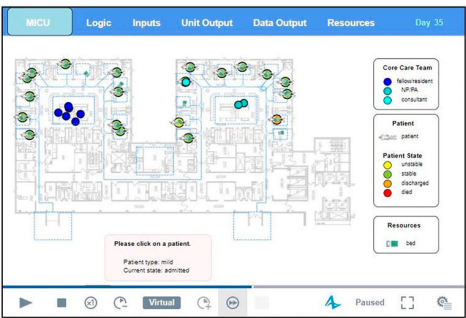 MICU Logic Inputs Unit Output Data Output Resources Day 35
Core Care Team
fellow/resident
NP/PA
consultant
Patient
patient
Patient State
unstable
stable
discharged
died
Resources
bed
Please click on a patient.
Patient type: mild
Current state: admitted
x1 Virtual Paused